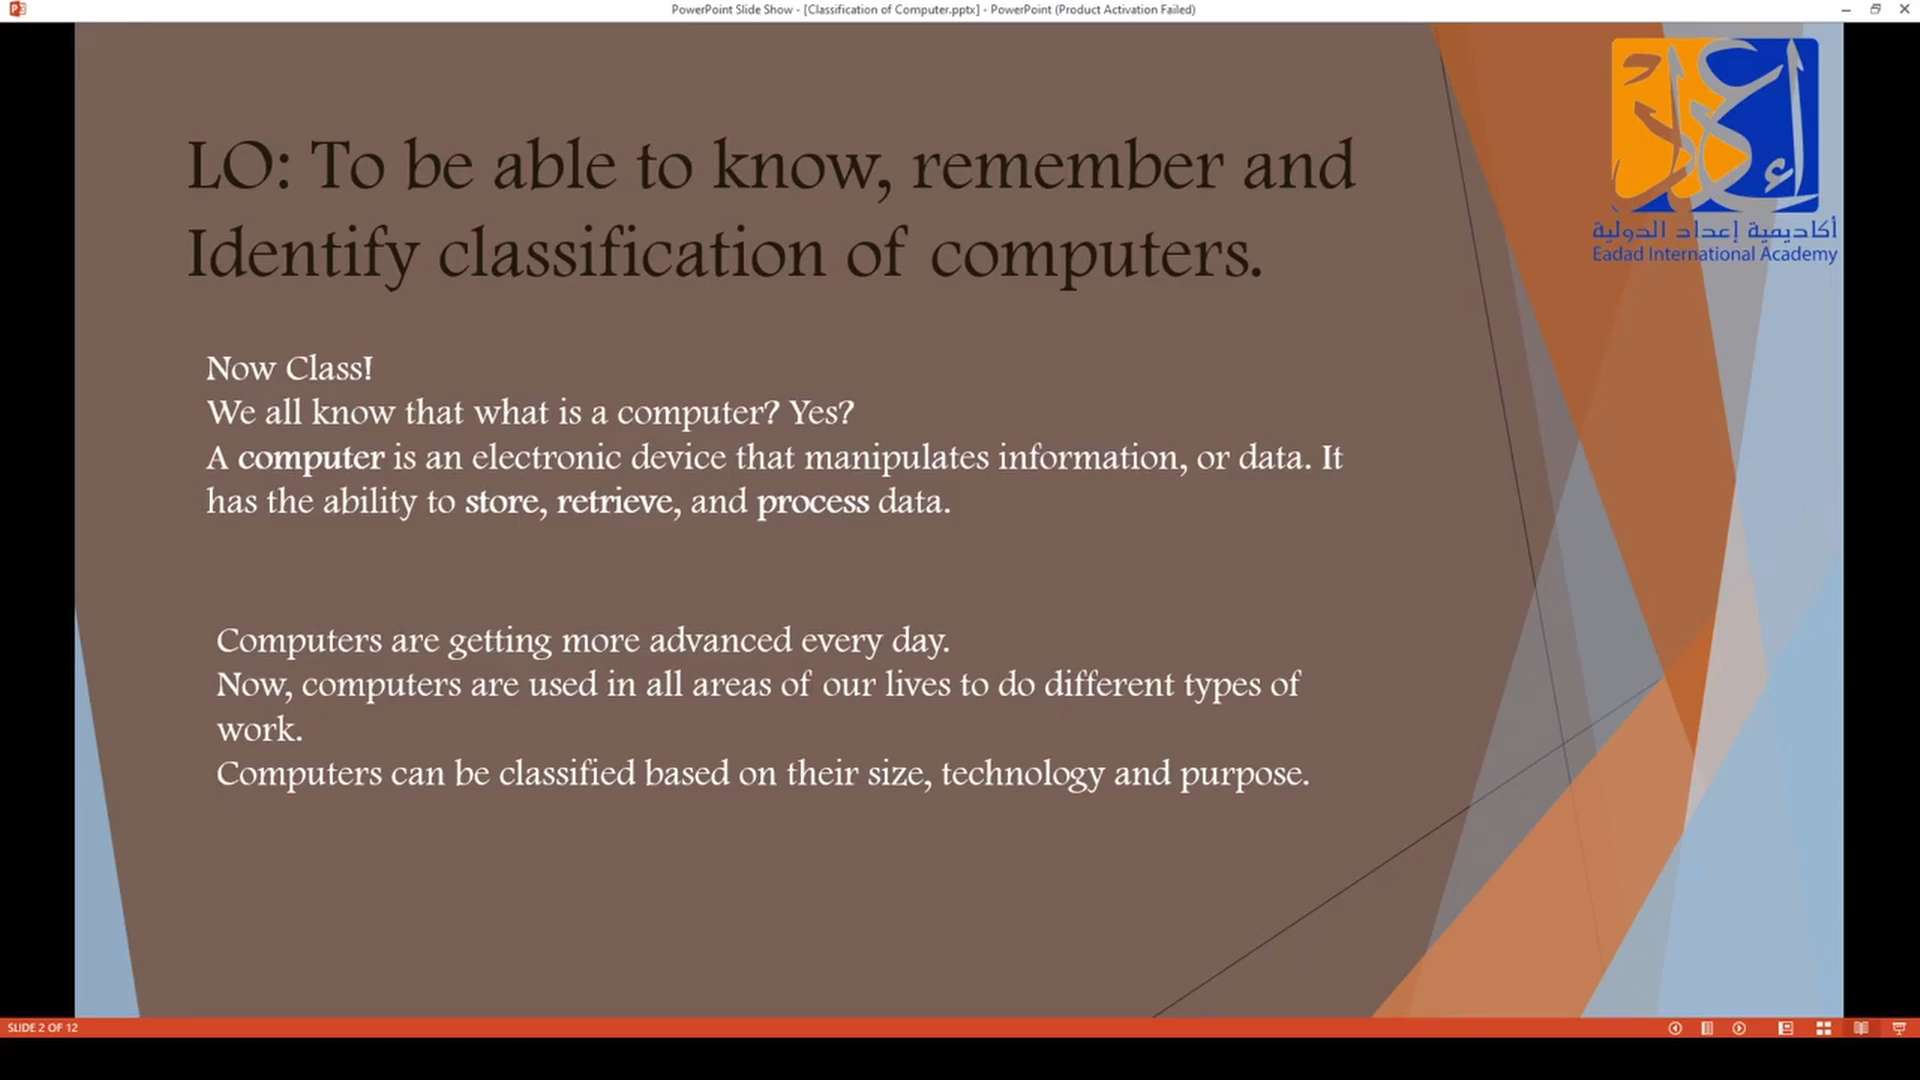 PowerPoint Slide Show - [Classification of Computer.pptx] - PowerPoint (Product Activation Failed)
LO: To be able to know, remember and
Identify classification of computers.
إعداد
أكاديمية إعداد الدولية
Eadad International Academy
Now Class!
We all know that what is a computer? Yes?
A computer is an electronic device that manipulates information, or data. It
has the ability to store, retrieve, and process data.
Computers are getting more advanced every day.
Now, computers are used in all areas of our lives to do different types of
work.
Computers can be classified based on their size, technology and purpose.
SLIDE 2 OF 12